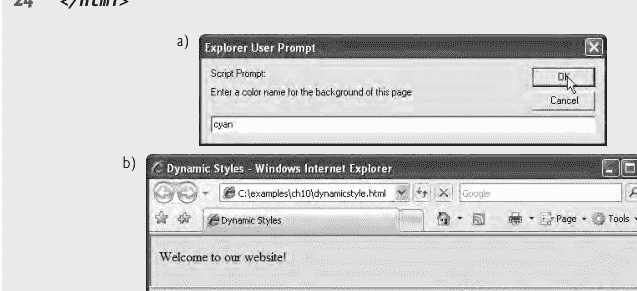 24 </html>
a)
Explorer User Prompt
Script Prompt:
OK
Enter a color name for the background of this page
Cancel
cyan
b)
Dynamic Styles - Windows Internet Explorer
C:\examples\ch10\dynamicstyle.html
Google
Dynamic Styles
Page
Tools
Welcome to our website!